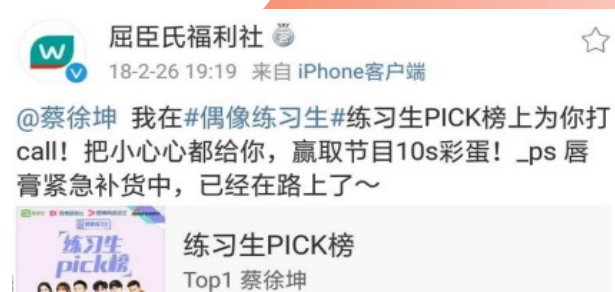 屈臣氏福利社
18-2-26 19:19 来自 iPhone客户端
@蔡徐坤 我在#偶像练习生#练习生PICK榜上为你打
call！把小心心都给你，赢取节目10s彩蛋！_ps 唇
膏紧急补货中，已经在路上了～
练习生
pick榜
练习生PICK榜
Top1 蔡徐坤